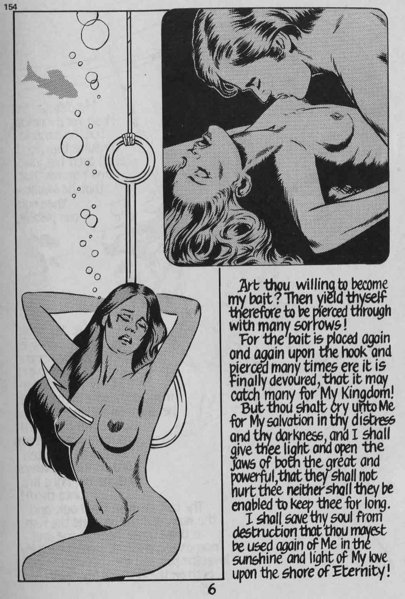 154
Art thou willing to become
my bait? Then yield thyself
therefore to be pierced through
with many sorrows!
For the bait is placed again
and again upon the hook and
pierced many times ere it is
finally devoured, that it may
catch many for My Kingdom!
But thou shalt cry unto Me
for My salvation in thy distress
and thy darkness, and I shall
give thee light and open the
jaws of both the great and
powerful, that they shall not
hurt thee neither shall they be
enabled to keep thee for long.
I shall save thy soul from
destruction that thou mayest
be used again of Me in the
sunshine and light of My love
upon the shore of Eternity!
6